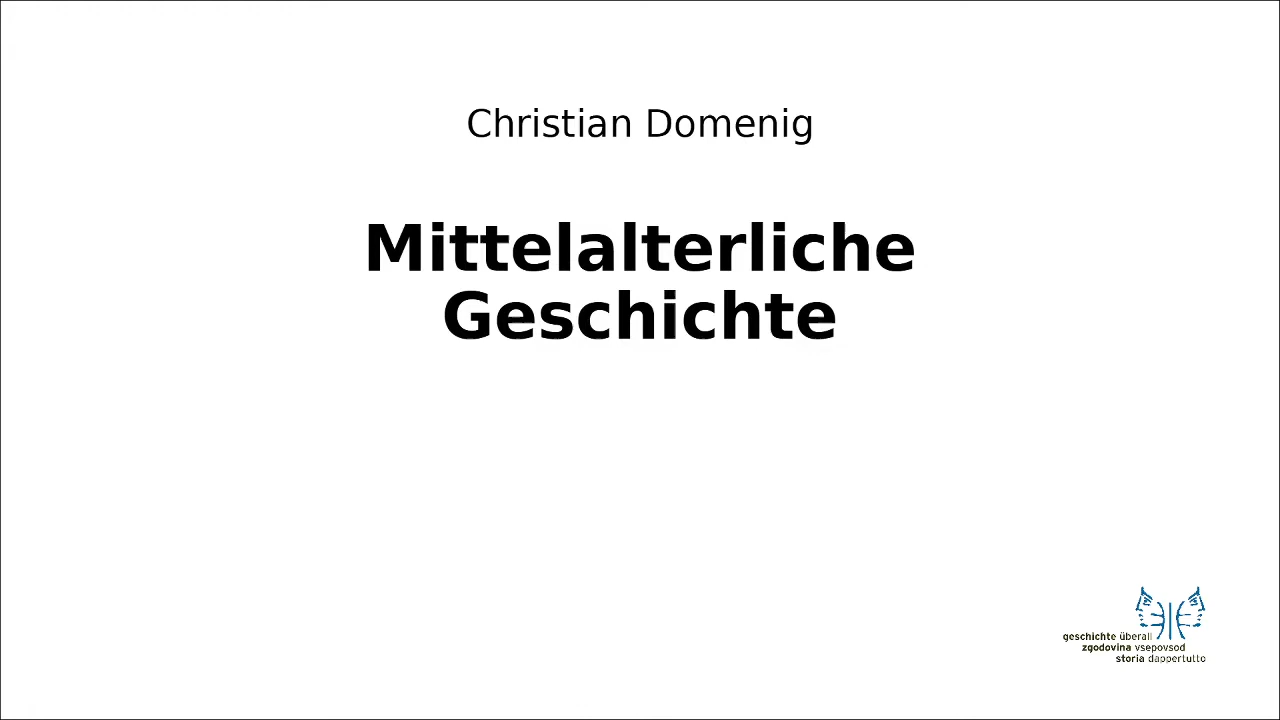 Christian Domenig
Mittelalterliche
Geschichte
geschichte überall
zgodovina vsepovsod
storia dappertutto